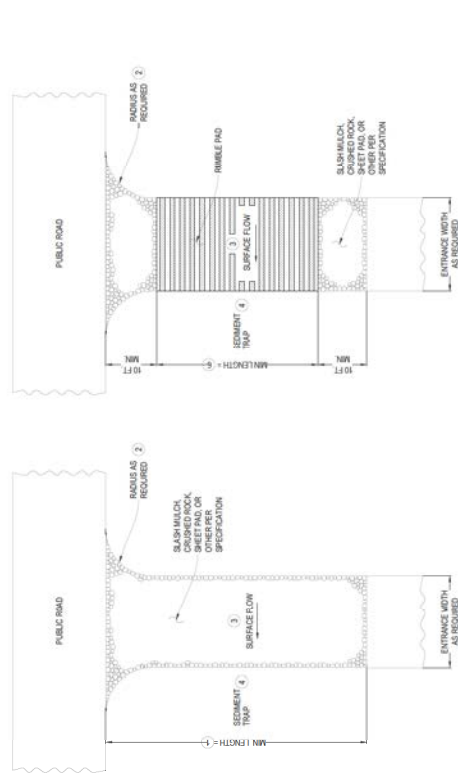 PUBLIC ROAD
2
RADIUS AS
REQUIRED
SLASH MULCH,
CRUSHED ROCK,
SHEET PAD, OR
OTHER PER
SPECIFICATION
3
SURFACE FLOW
4
SEDIMENT
TRAP
MIN LENGTH = 1
ENTRANCE WIDTH
AS REQUIRED
PUBLIC ROAD
RADIUS AS 2
REQUIRED
10 FT
MIN.
RUMBLE PAD
3
SURFACE FLOW
4
SEDIMENT
TRAP
MIN LENGTH = 6
SLASH MULCH,
CRUSHED ROCK,
SHEET PAD, OR
OTHER PER
SPECIFICATION
10 FT
MIN.
ENTRANCE WIDTH
AS REQUIRED